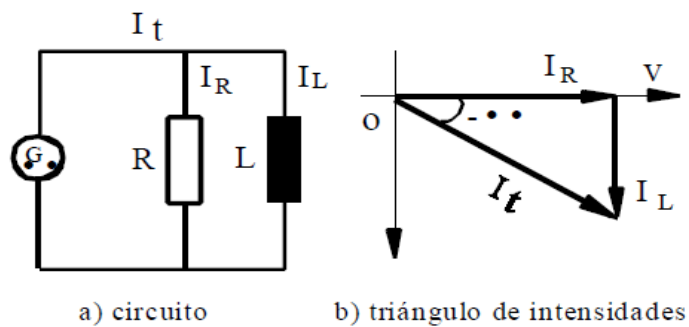 I t
I R
I L
G
R
L
I R
V
O
- • •
I t
I L
a) circuito
b) triángulo de intensidades